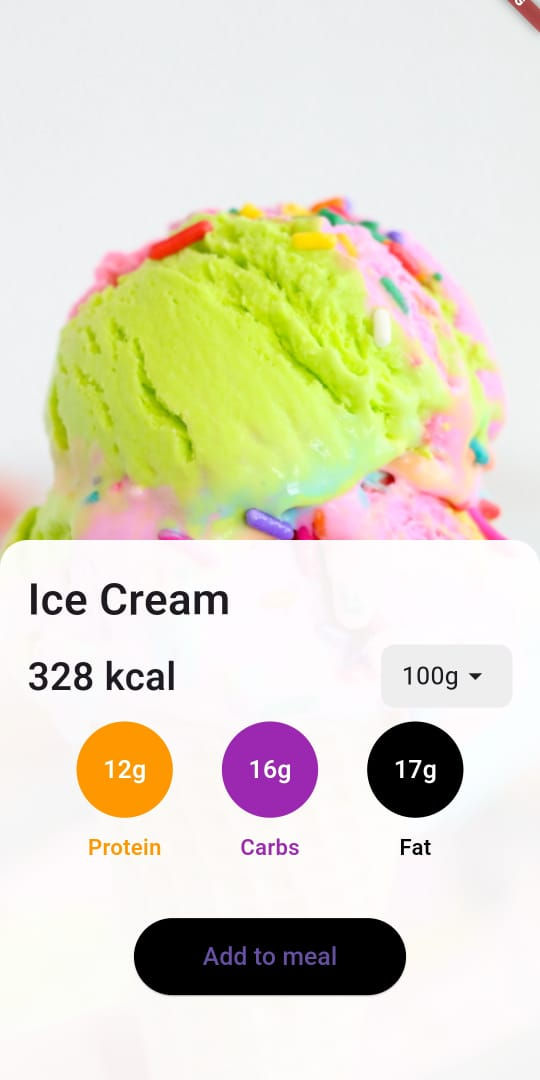 Ice Cream
328 kcal
100g
12g 16g 17g
Protein Carbs Fat
Add to meal